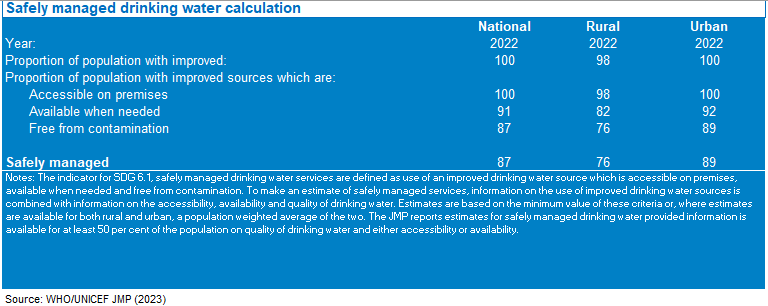 Safely managed drinking water calculation
National Rural Urban
Year: 2022 2022 2022
Proportion of population with improved: 100 98 100
Proportion of population with improved sources which are:
Accessible on premises 100 98 100
Available when needed 91 82 92
Free from contamination 87 76 89
Safely managed 87 76 89
Notes: The indicator for SDG 6.1, safely managed drinking water services are defined as use of an improved drinking water source which is accessible on premises,
available when needed and free from contamination. To make an estimate of safely managed services, information on the use of improved drinking water sources is
combined with information on the accessibility, availability and quality of drinking water. Estimates are based on the minimum value of these criteria or, where estimates
are available for both rural and urban, a population weighted average of the two. The JMP reports estimates for safely managed drinking water provided information is
available for at least 50 per cent of the population on quality of drinking water and either accessibility or availability.
Source: WHO/UNICEF JMP (2023)